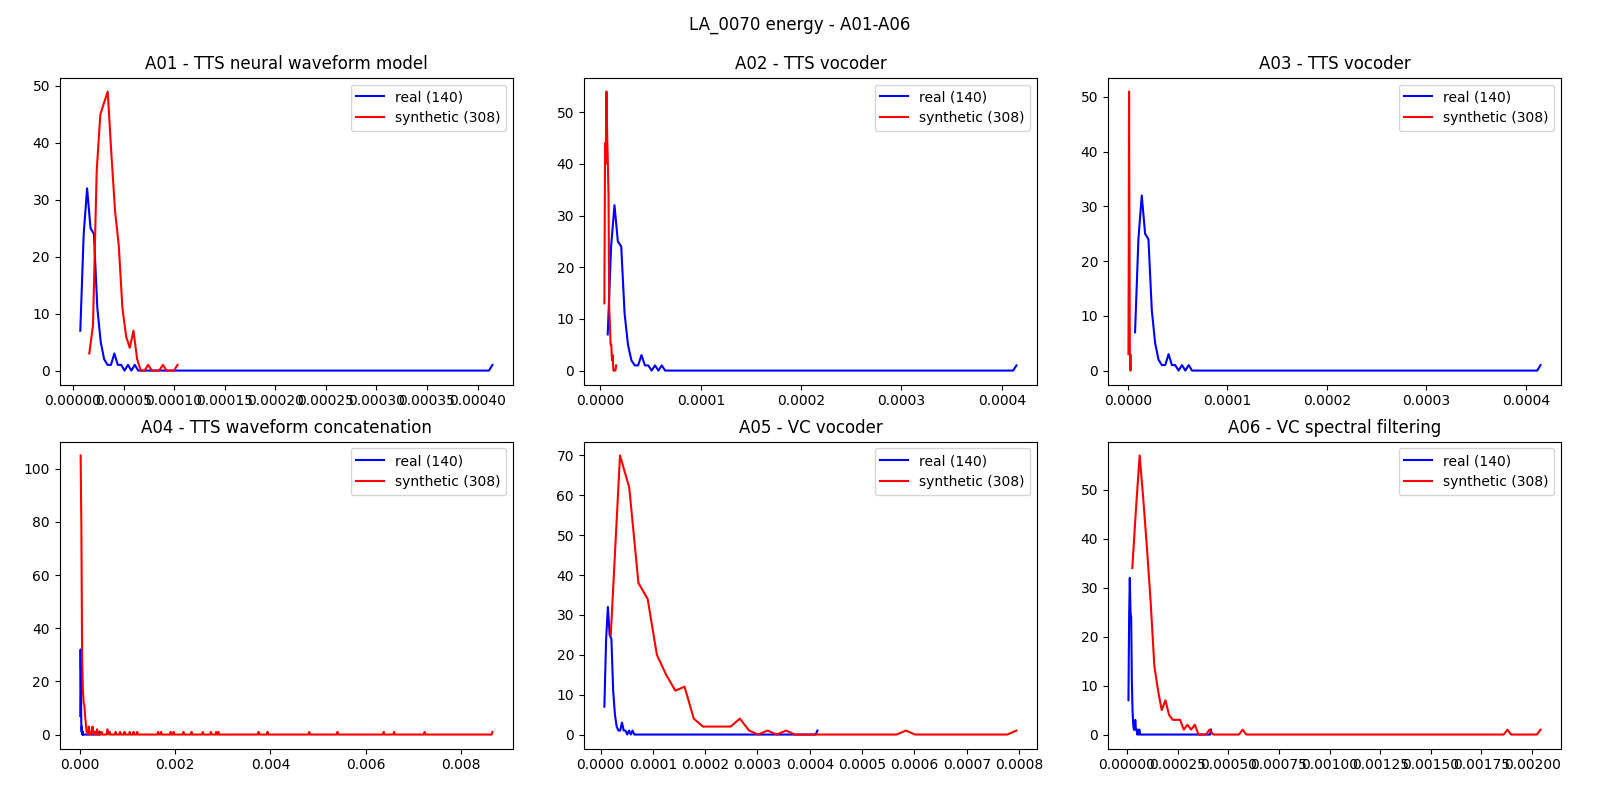 LA_0070 energy - A01-A06
A01 - TTS neural waveform model
50
40
30
20
10
0
real (140)
synthetic (308)
0.00000 0.00005 0.00010 0.00015 0.00020 0.00025 0.00030 0.00035 0.00040
A02 - TTS vocoder
50
40
30
20
10
0
real (140)
synthetic (308)
0.0000 0.0001 0.0002 0.0003 0.0004
A03 - TTS vocoder
50
40
30
20
10
0
real (140)
synthetic (308)
0.0000 0.0001 0.0002 0.0003 0.0004
A04 - TTS waveform concatenation
100
80
60
40
20
0
real (140)
synthetic (308)
0.000 0.002 0.004 0.006 0.008
A05 - VC vocoder
70
60
50
40
30
20
10
0
real (140)
synthetic (308)
0.0000 0.0001 0.0002 0.0003 0.0004 0.0005 0.0006 0.0007 0.0008
A06 - VC spectral filtering
50
40
30
20
10
0
real (140)
synthetic (308)
0.00000 0.00025 0.00050 0.00075 0.00100 0.00125 0.00150 0.00175 0.00200